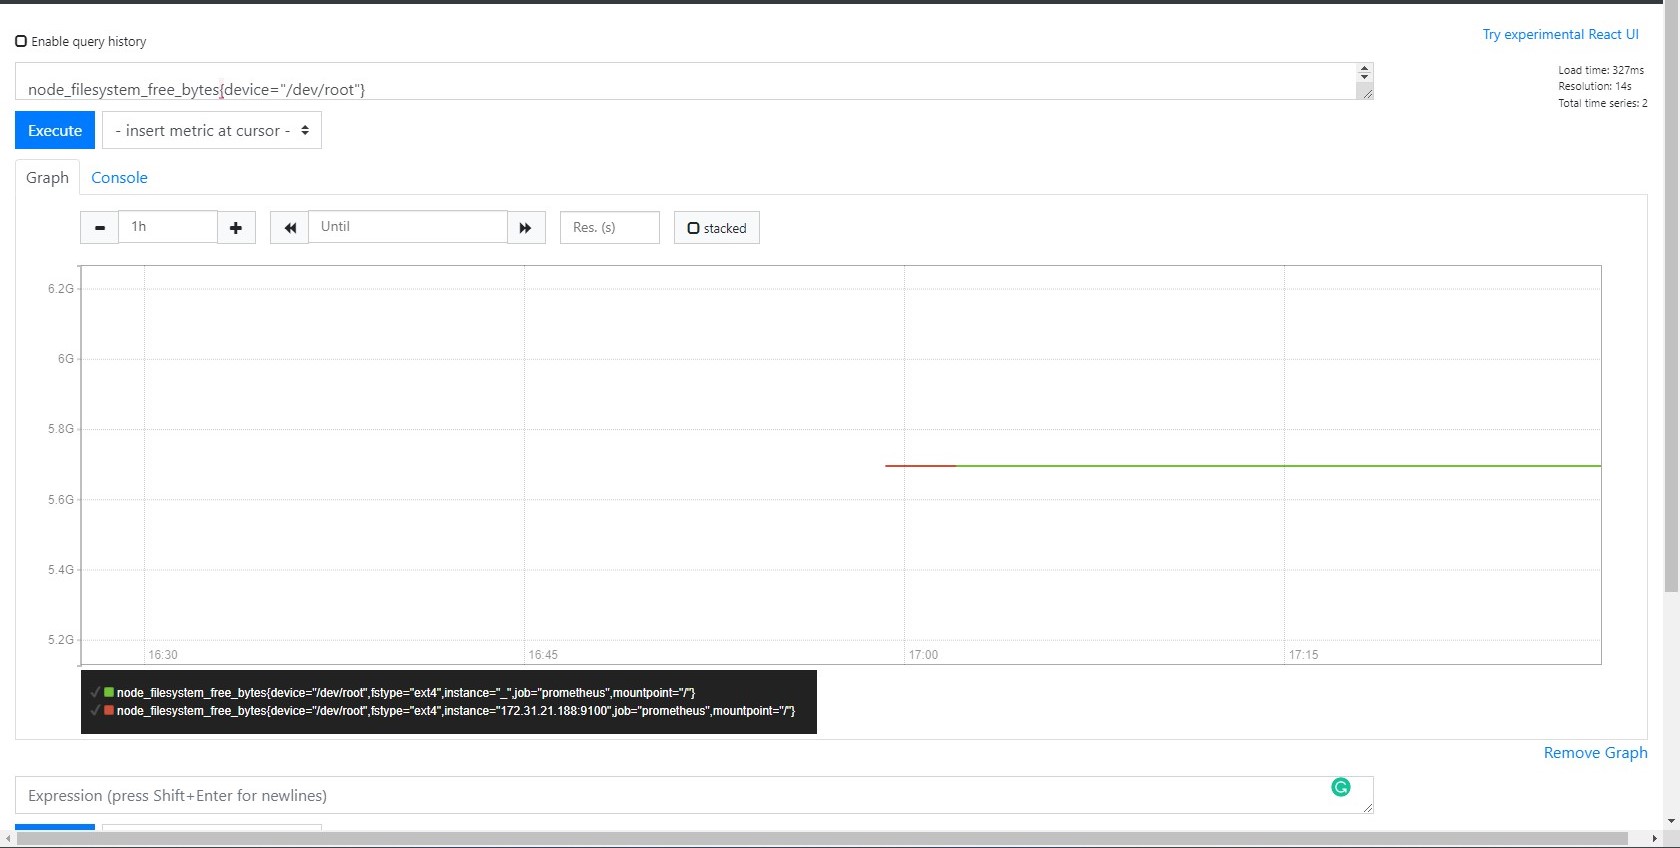 Try experimental React UI
Enable query history
Load time: 327ms
Resolution: 14s
Total time series: 2
node_filesystem_free_bytes{device="/dev/root"}
Execute
- insert metric at cursor -
Graph
Console
1h
Until
Res. (s)
stacked
6.2G
6G
5.8G
5.6G
5.4G
5.2G
16:30
16:45
17:00
17:15
node_filesystem_free_bytes{device="/dev/root",fstype="ext4",instance="_",job="prometheus",mountpoint="/"}
node_filesystem_free_bytes{device="/dev/root",fstype="ext4",instance="172.31.21.188:9100",job="prometheus",mountpoint="/"}
Remove Graph
Expression (press Shift+Enter for newlines)